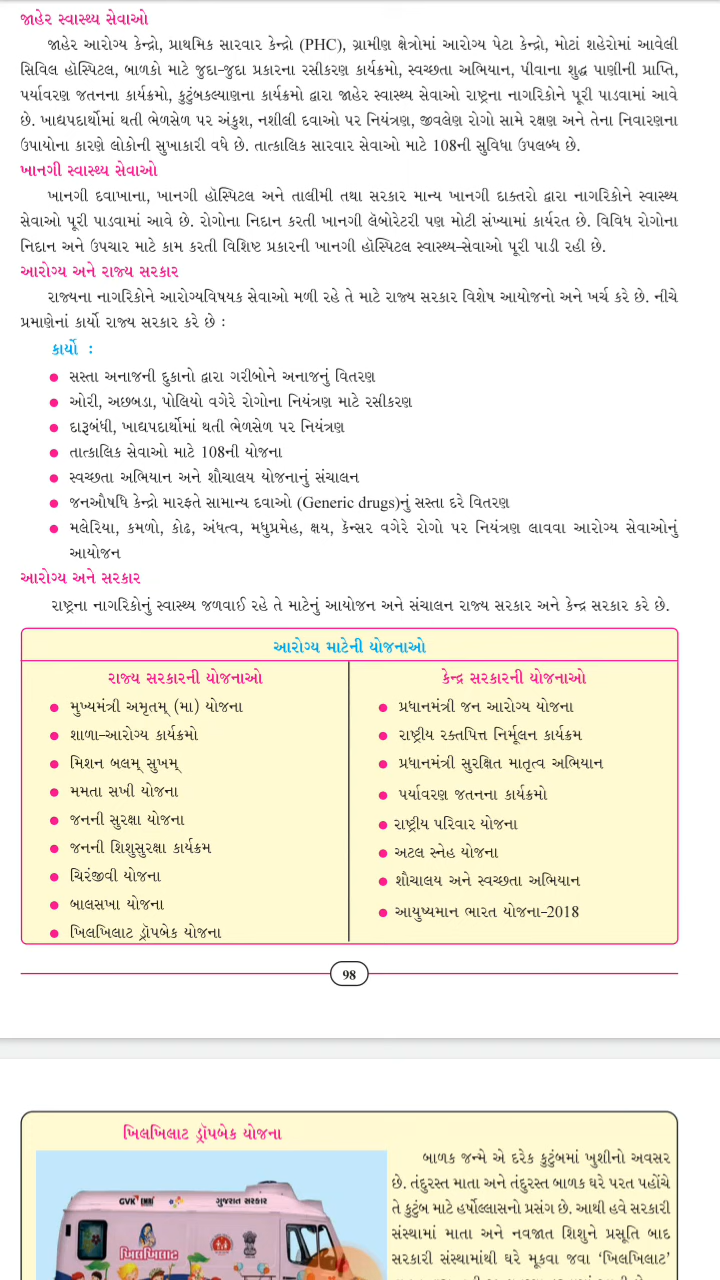 જાહેર સ્વાસ્થ્ય સેવાઓ
જાહેર આરોગ્ય કેન્દ્રો, પ્રાથમિક સારવાર કેન્દ્રો (PHC), ગ્રામીણ ક્ષેત્રોમાં આરોગ્ય પેટા કેન્દ્રો, મોટાં શહેરોમાં આવેલી
સિવિલ હૉસ્પિટલ, બાળકો માટે જુદા-જુદા પ્રકારના રસીકરણ કાર્યક્રમો, સ્વચ્છતા અભિયાન, પીવાના શુદ્ધ પાણીની પ્રાપ્તિ,
પર્યાવરણ જતનના કાર્યક્રમો, કુટુંબકલ્યાણના કાર્યક્રમો દ્વારા જાહેર સ્વાસ્થ્ય સેવાઓ રાષ્ટ્રના નાગરિકોને પૂરી પાડવામાં આવે
છે. ખાદ્યપદાર્થોમાં થતી ભેળસેળ પર અંકુશ, નશીલી દવાઓ પર નિયંત્રણ, જીવલેણ રોગો સામે રક્ષણ અને તેના નિવારણના
ઉપાયોના કારણે લોકોની સુખાકારી વધે છે. તાત્કાલિક સારવાર સેવાઓ માટે 108ની સુવિધા ઉપલબ્ધ છે.
ખાનગી સ્વાસ્થ્ય સેવાઓ
ખાનગી દવાખાના, ખાનગી હૉસ્પિટલ અને તાલીમી તથા સરકાર માન્ય ખાનગી દાક્તરો દ્વારા નાગરિકોને સ્વાસ્થ્ય
સેવાઓ પૂરી પાડવામાં આવે છે. રોગોના નિદાન કરતી ખાનગી લૅબોરેટરી પણ મોટી સંખ્યામાં કાર્યરત છે. વિવિધ રોગોના
નિદાન અને ઉપચાર માટે કામ કરતી વિશિષ્ટ પ્રકારની ખાનગી હૉસ્પિટલ સ્વાસ્થ્ય-સેવાઓ પૂરી પાડી રહી છે.
આરોગ્ય અને રાજ્ય સરકાર
રાજ્યના નાગરિકોને આરોગ્યવિષયક સેવાઓ મળી રહે તે માટે રાજ્ય સરકાર વિશેષ આયોજનો અને ખર્ચ કરે છે. નીચે
પ્રમાણેનાં કાર્યો રાજ્ય સરકાર કરે છે :
કાર્યો :
● સસ્તા અનાજની દુકાનો દ્વારા ગરીબોને અનાજનું વિતરણ
● ઓરી, અછબડા, પોલિયો વગેરે રોગોના નિયંત્રણ માટે રસીકરણ
● દારૂબંધી, ખાદ્યપદાર્થોમાં થતી ભેળસેળ પર નિયંત્રણ
● તાત્કાલિક સેવાઓ માટે 108ની યોજના
● સ્વચ્છતા અભિયાન અને શૌચાલય યોજનાનું સંચાલન
● જનઔષધિ કેન્દ્રો મારફતે સામાન્ય દવાઓ (Generic drugs)નું સસ્તા દરે વિતરણ
● મલેરિયા, કમળો, કોઢ, અંધત્વ, મધુપ્રમેહ, ક્ષય, કૅન્સર વગેરે રોગો પર નિયંત્રણ લાવવા આરોગ્ય સેવાઓનું
આયોજન
આરોગ્ય અને સરકાર
રાષ્ટ્રના નાગરિકોનું સ્વાસ્થ્ય જળવાઈ રહે તે માટેનું આયોજન અને સંચાલન રાજ્ય સરકાર અને કેન્દ્ર સરકાર કરે છે.
આરોગ્ય માટેની યોજનાઓ
રાજ્ય સરકારની યોજનાઓ
● મુખ્યમંત્રી અમૃતમ્ (મા) યોજના
● શાળા-આરોગ્ય કાર્યક્રમો
● મિશન બલમ્ સુખમ્
● મમતા સખી યોજના
● જનની સુરક્ષા યોજના
● જનની શિશુસુરક્ષા કાર્યક્રમ
● ચિરંજીવી યોજના
● બાલસખા યોજના
● ખિલખિલાટ ડ્રૉપબેક યોજના
કેન્દ્ર સરકારની યોજનાઓ
● પ્રધાનમંત્રી જન આરોગ્ય યોજના
● રાષ્ટ્રીય રક્તપિત્ત નિર્મૂલન કાર્યક્રમ
● પ્રધાનમંત્રી સુરક્ષિત માતૃત્વ અભિયાન
● પર્યાવરણ જતનના કાર્યક્રમો
● રાષ્ટ્રીય પરિવાર યોજના
● અટલ સ્નેહ યોજના
● શૌચાલય અને સ્વચ્છતા અભિયાન
● આયુષ્યમાન ભારત યોજના-2018
98
ખિલખિલાટ ડ્રૉપબેક યોજના
GVK EMRI
ગુજરાત સરકાર
ખિલખિલાટ
બાળક જન્મે એ દરેક કુટુંબમાં ખુશીનો અવસર
છે. તંદુરસ્ત માતા અને તંદુરસ્ત બાળક ઘરે પરત પહોંચે
તે કુટુંબ માટે હર્ષોલ્લાસનો પ્રસંગ છે. આથી હવે સરકારી
સંસ્થામાં માતા અને નવજાત શિશુને પ્રસૂતિ બાદ
સરકારી સંસ્થામાંથી ઘરે મૂકવા જવા 'ખિલખિલાટ'